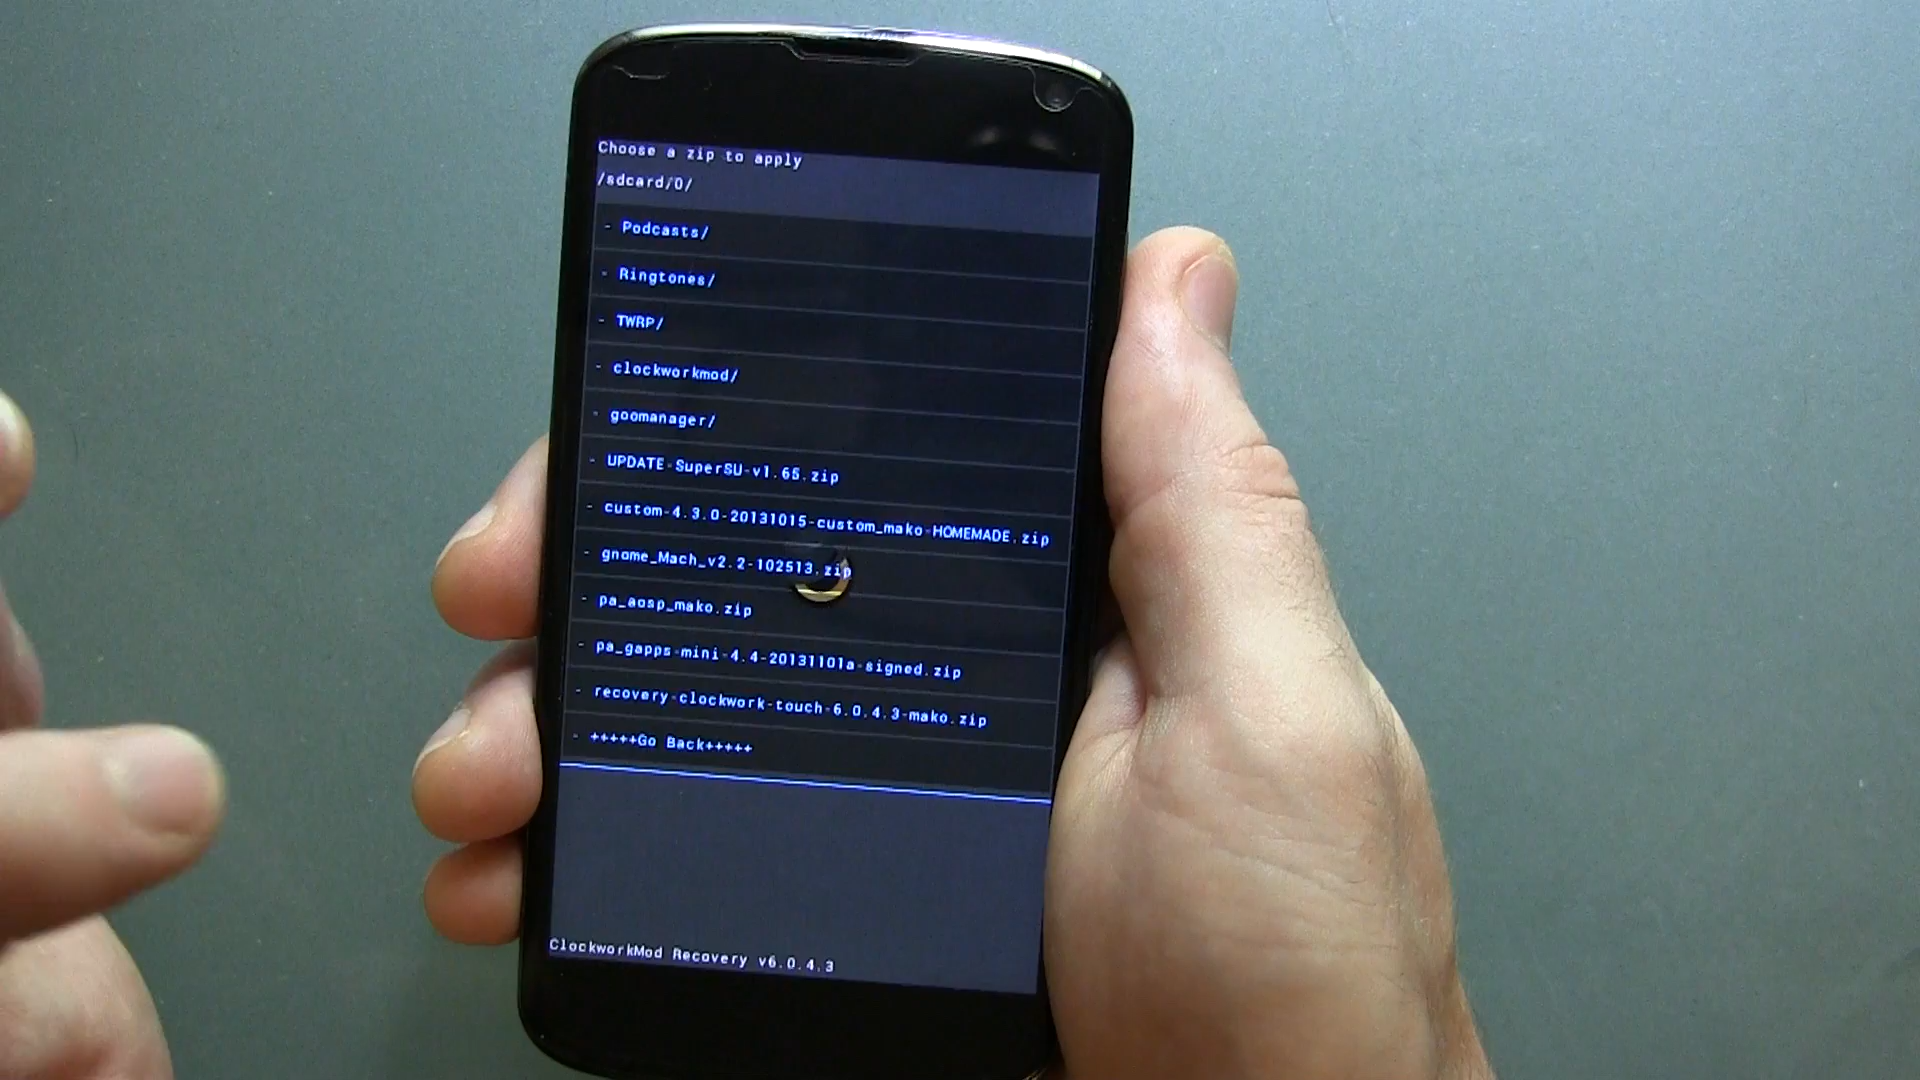 Choose a zip to apply
/sdcard/0/
- Podcasts/
- Ringtones/
- TWRP/
- clockworkmod/
- goomanager/
- UPDATE-SuperSU-v1.65.zip
- custom-4.3.0-20131015-custom_mako-HOMEMADE.zip
- gnome_Mach_v2.2-102513.zip
- pa_aosp_mako.zip
- pa_gapps-mini-4.4-20131101a-signed.zip
- recovery-clockwork-touch-6.0.4.3-mako.zip
- +++++Go Back+++++
ClockworkMod Recovery v6.0.4.3